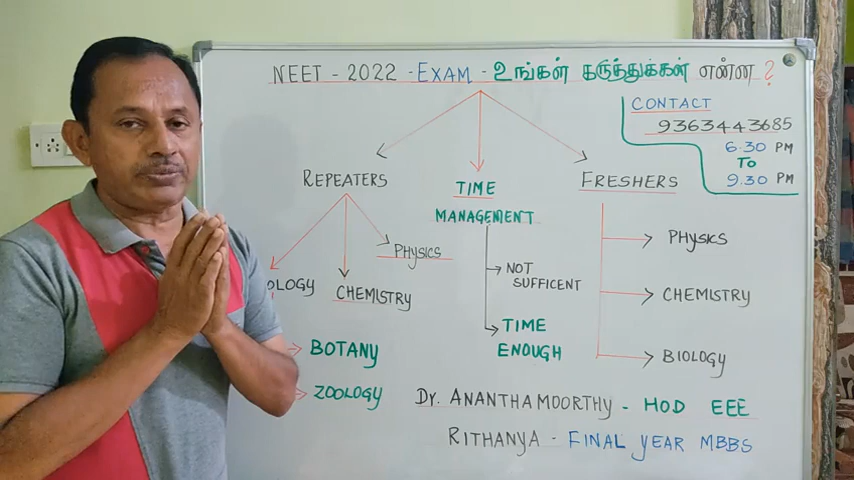 NEET - 2022 - EXAM - உங்கள் கருத்துக்கள் என்ன ?
CONTACT
9363443685
6.30 PM
TO
9.30 PM
REPEATERS
TIME
MANAGEMENT
FRESHERS
OLOGY
CHEMISTRY
PHYSICS
NOT
SUFFICENT
TIME
ENOUGH
PHYSICS
CHEMISTRY
BIOLOGY
BOTANY
ZOOLOGY
Dr. ANANTHAMOORTHY - HOD EEE
RITHANYA - FINAL YEAR MBBS